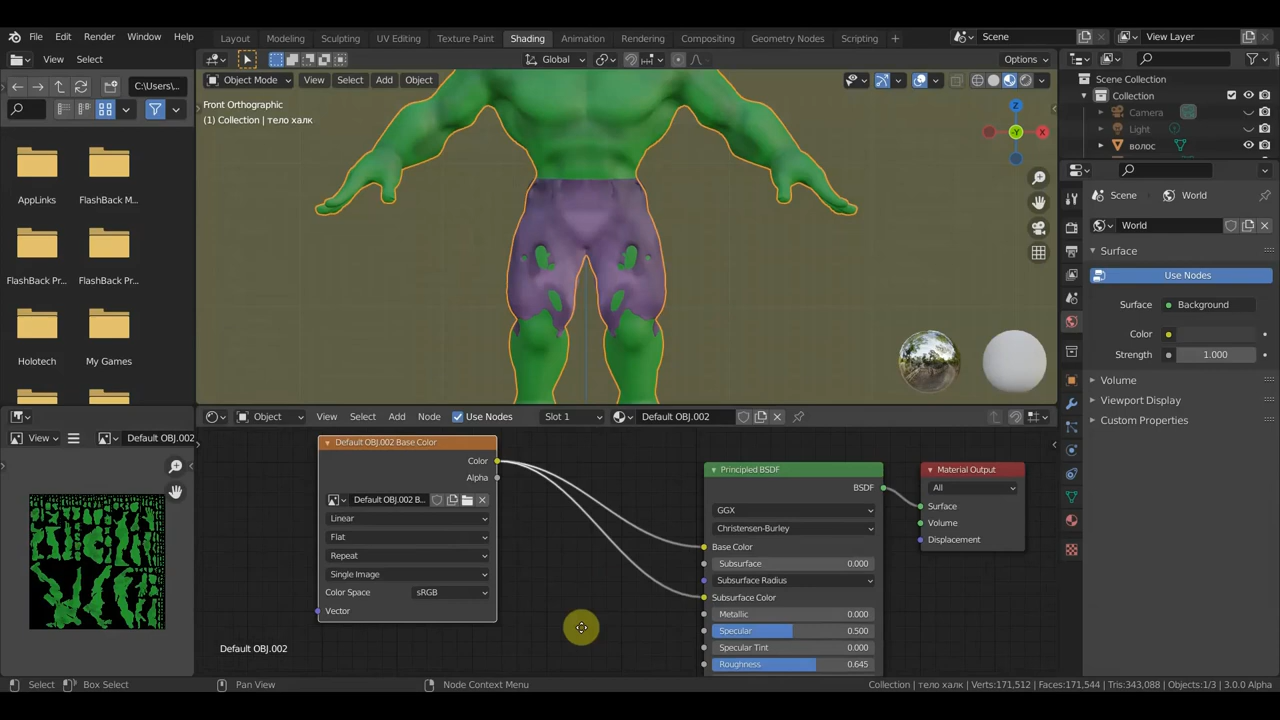 File Edit Render Window Help
Layout Modeling Sculpting UV Editing Texture Paint Shading Animation Rendering Compositing Geometry Nodes Scripting +
Scene View Layer
View Select
Global Options
C:\Users\...
Object Mode View Select Add Object
Front Orthographic
(1) Collection | тело халк
Z
X
-Y
AppLinks FlashBack M...
FlashBack Pr... FlashBack Pr...
Holotech My Games
Scene Collection
Collection
Camera
Light
волос
Scene World
World
Surface
Use Nodes
Surface Background
Color
Strength 1.000
Volume
Viewport Display
Custom Properties
Object View Select Add Node Use Nodes Slot 1 Default OBJ.002
View Default OBJ.002
Default OBJ.002 Base Color
Color
Alpha
Default OBJ.002 B...
Linear
Flat
Repeat
Single Image
Color Space sRGB
Vector
Default OBJ.002
Principled BSDF
BSDF
GGX
Christensen-Burley
Base Color
Subsurface 0.000
Subsurface Radius
Subsurface Color
Metallic 0.000
Specular 0.500
Specular Tint 0.000
Roughness 0.645
Material Output
All
Surface
Volume
Displacement
Select Box Select Pan View Node Context Menu Collection | тело халк | Verts:171,512 | Faces:171,544 | Tris:343,088 | Objects:1/3 | 3.0.0 Alpha